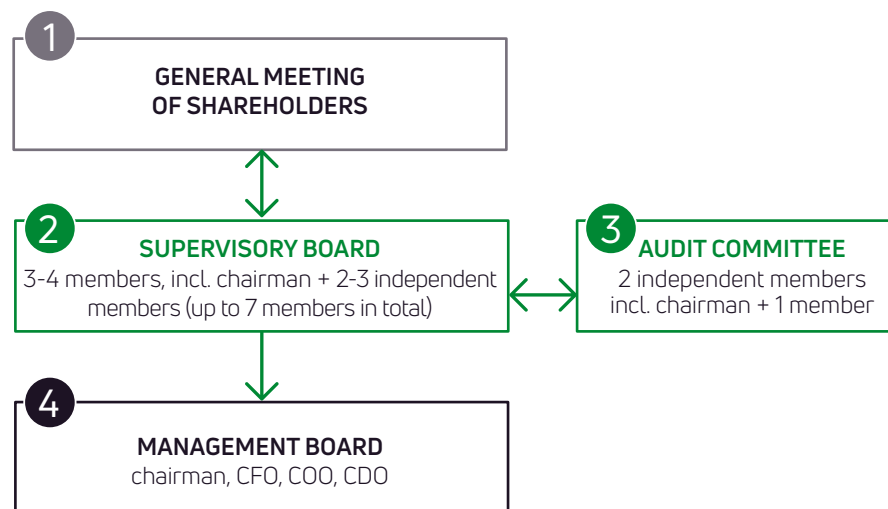 1
GENERAL MEETING
OF SHAREHOLDERS
2
SUPERVISORY BOARD
3-4 members, incl. chairman + 2-3 independent
members (up to 7 members in total)
3
AUDIT COMMITTEE
2 independent members
incl. chairman + 1 member
4
MANAGEMENT BOARD
chairman, CFO, COO, CDO